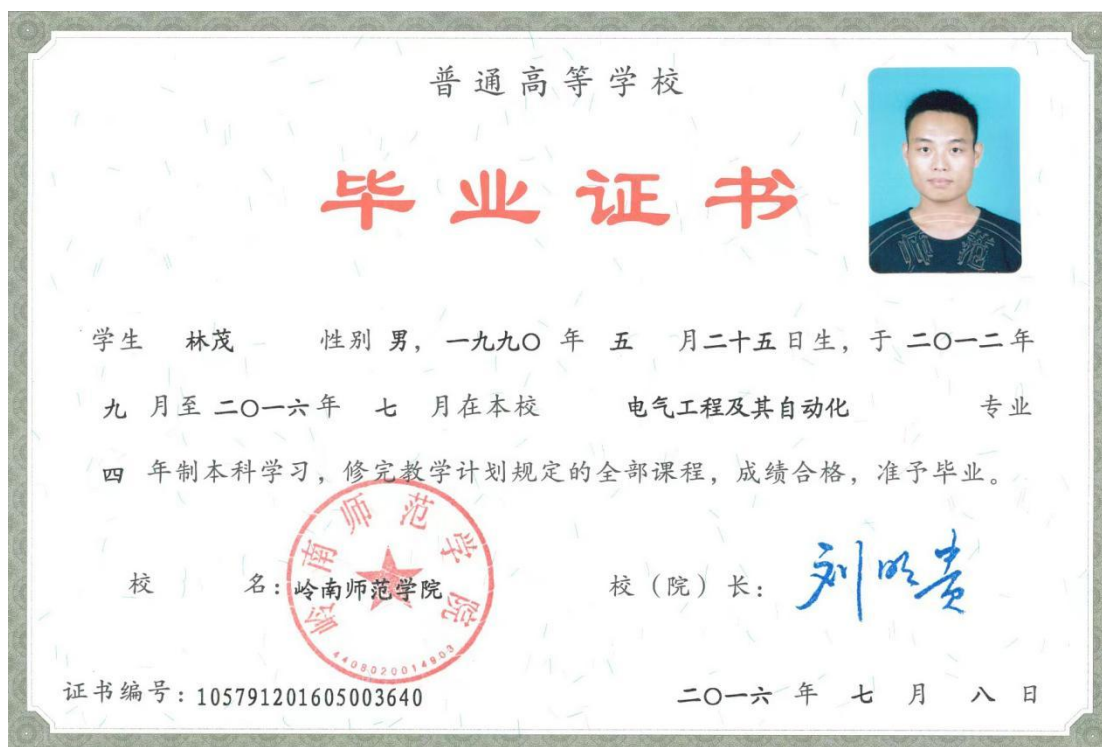 普通高等学校
毕业证书
师范
学生 林茂 性别 男，一九九〇 年 五 月二十五日生，于 二〇一二年
九 月至 二〇一六年 七 月在本校 电气工程及其自动化 专业
四 年制本科学习，修完教学计划规定的全部课程，成绩合格，准予毕业。
岭南师范学院
校 名：岭南师范学院 校（院）长：刘明贵
4408020014903
证书编号：105791201605003640 二〇一六 年 七 月 八 日